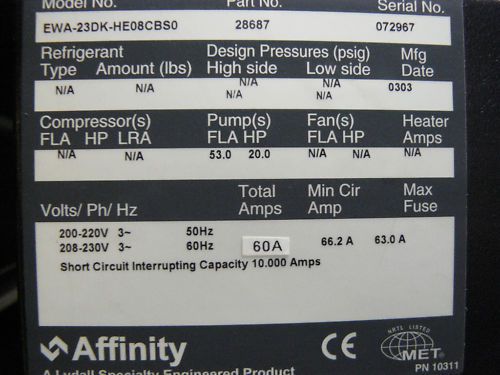 Model No. Part No. Serial No.
EWA-23DK-HE08CBS0 28687 072967
Refrigerant Design Pressures (psig) Mfg
Type Amount (lbs) High side Low side Date
N/A N/A N/A N/A N/A N/A 0303
Compressor(s) Pump(s) Fan(s) Heater
FLA HP LRA FLA HP FLA HP Amps
N/A N/A 53.0 20.0 N/A N/A N/A
Total Min Cir Max
Volts/ Ph/ Hz Amps Amp Fuse
200-220V 3~ 50Hz
208-230V 3~ 60Hz 60A 66.2 A 63.0 A
Short Circuit Interrupting Capacity 10.000 Amps
Affinity CE NRTL LISTED MET
PN 10311
A Lydall Specialty Engineered Product